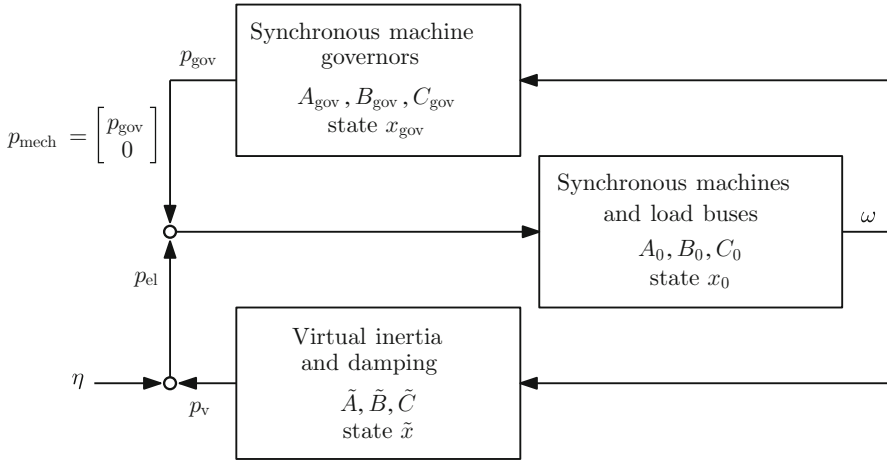 Synchronous machine
governors
A_gov, B_gov, C_gov
state x_gov
p_gov
p_mech = [p_gov
0]
Synchronous machines
and load buses
A_0, B_0, C_0
state x_0
ω
p_el
Virtual inertia
and damping
Ã, B̃, C̃
state x̃
η
p_v